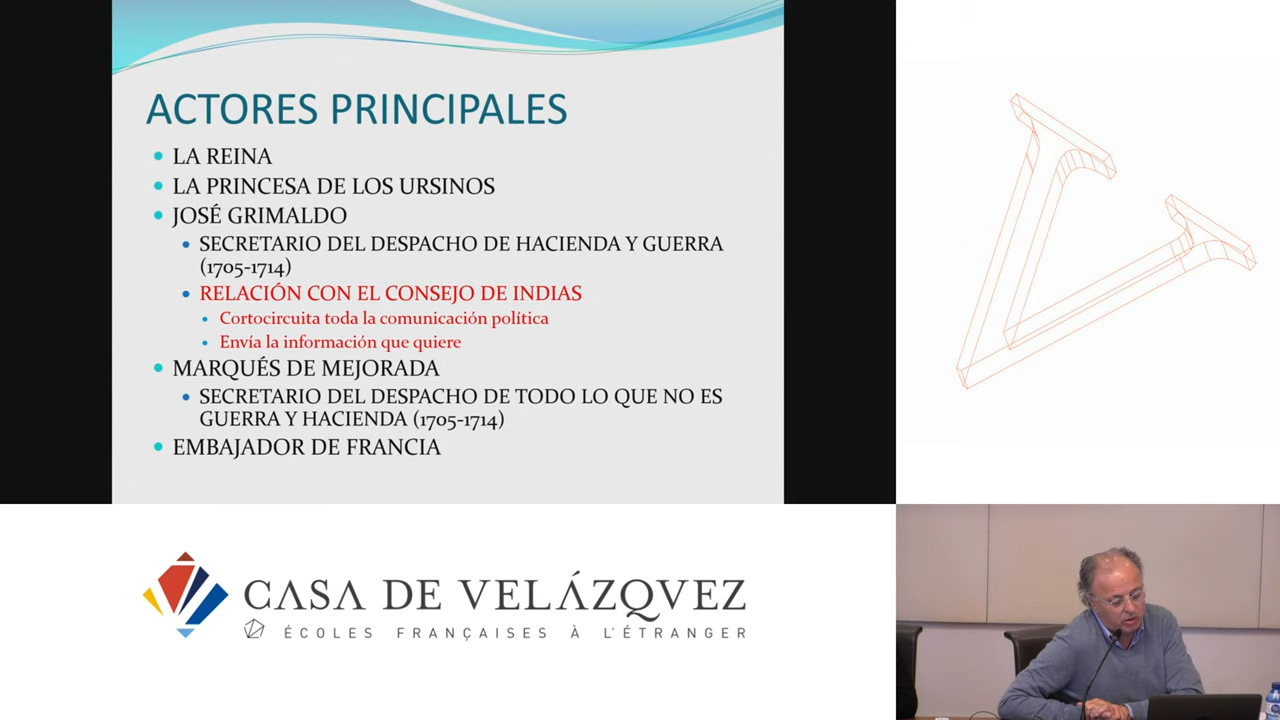 ACTORES PRINCIPALES
LA REINA
LA PRINCESA DE LOS URSINOS
JOSÉ GRIMALDO
SECRETARIO DEL DESPACHO DE HACIENDA Y GUERRA
(1705-1714)
RELACIÓN CON EL CONSEJO DE INDIAS
Cortocircuita toda la comunicación política
Envía la información que quiere
MARQUÉS DE MEJORADA
SECRETARIO DEL DESPACHO DE TODO LO QUE NO ES
GUERRA Y HACIENDA (1705-1714)
EMBAJADOR DE FRANCIA
CASA DE VELÁZQVEZ
ÉCOLES FRANÇAISES À L'ÉTRANGER